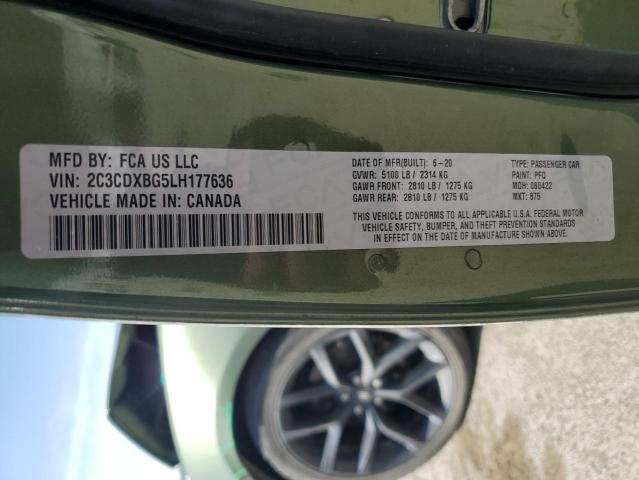 MFD BY: FCA US LLC
VIN: 2C3CDXBG5LH177636
VEHICLE MADE IN: CANADA
DATE OF MFR(BUILT): 6-20
GVWR: 5100 LB / 2314 KG
GAWR FRONT: 2810 LB / 1275 KG
GAWR REAR: 2810 LB / 1275 KG
TYPE: PASSENGER CAR
PAINT: PFQ
MDH: 060422
MKT: 875
THIS VEHICLE CONFORMS TO ALL APPLICABLE U.S.A. FEDERAL MOTOR
VEHICLE SAFETY, BUMPER, AND THEFT PREVENTION STANDARDS
IN EFFECT ON THE DATE OF MANUFACTURE SHOWN ABOVE.